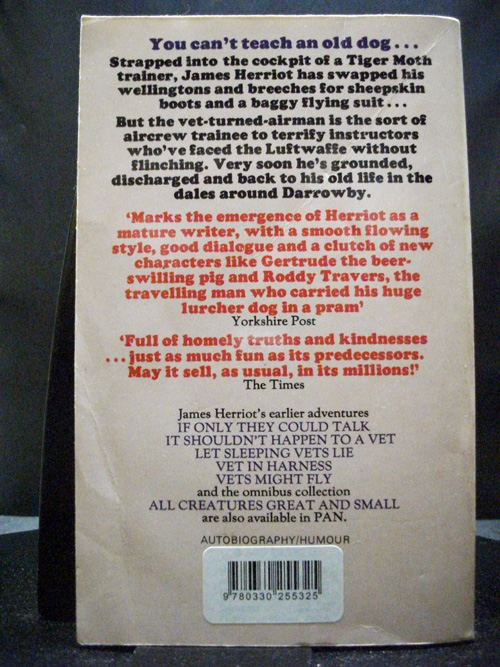 You can't teach an old dog...
Strapped into the cockpit of a Tiger Moth
trainer, James Herriot has swapped his
wellingtons and breeches for sheepskin
boots and a baggy flying suit...
But the vet-turned-airman is the sort of
aircrew trainee to terrify instructors
who've faced the Luftwaffe without
flinching. Very soon he's grounded,
discharged and back to his old life in the
dales around Darrowby.
'Marks the emergence of Herriot as a
mature writer, with a smooth flowing
style, good dialogue and a clutch of new
characters like Gertrude the beer-
swilling pig and Roddy Travers, the
travelling man who carried his huge
lurcher dog in a pram'
Yorkshire Post
'Full of homely truths and kindnesses
...just as much fun as its predecessors.
May it sell, as usual, in its millions!'
The Times
James Herriot's earlier adventures
IF ONLY THEY COULD TALK
IT SHOULDN'T HAPPEN TO A VET
LET SLEEPING VETS LIE
VET IN HARNESS
VETS MIGHT FLY
and the omnibus collection
ALL CREATURES GREAT AND SMALL
are also available in PAN.
AUTOBIOGRAPHY/HUMOUR
9 780330 255325